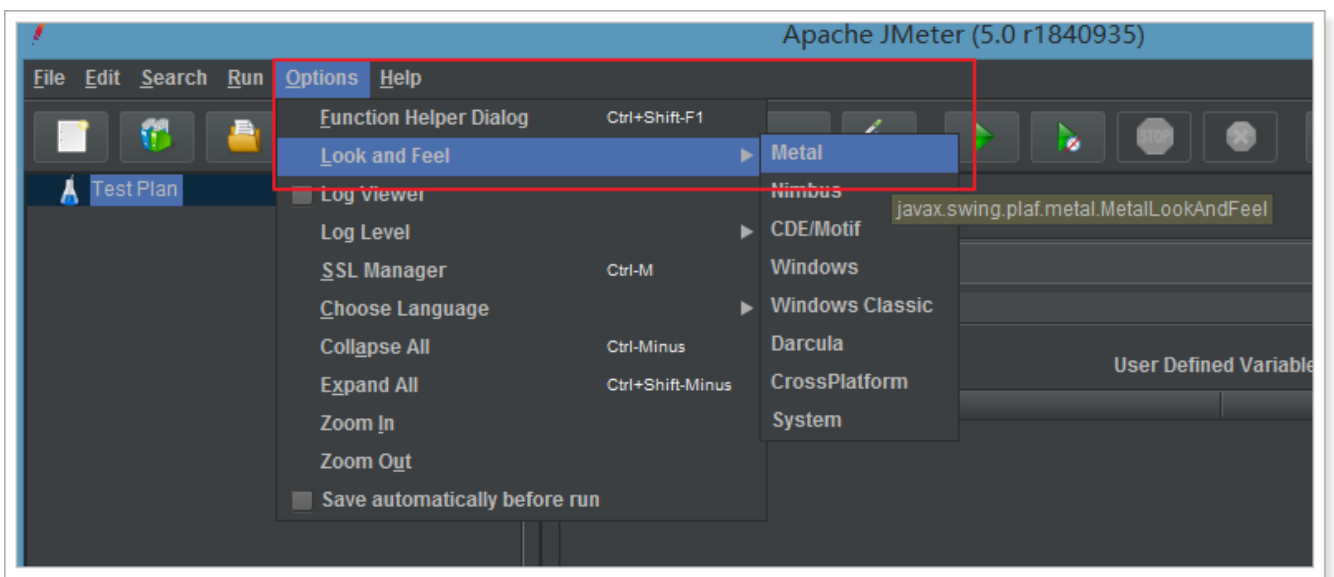 Apache JMeter (5.0 r1840935)
File Edit Search Run Options Help
Function Helper Dialog Ctrl+Shift-F1
STOP
Look and Feel Metal
Test Plan
Log Viewer Nimbus
javax.swing.plaf.metal.MetalLookAndFeel
Log Level CDE/Motif
SSL Manager Ctrl-M Windows
Choose Language Windows Classic
Collapse All Ctrl-Minus Darcula
User Defined Variable
Expand All Ctrl+Shift-Minus CrossPlatform
Zoom In System
Zoom Out
Save automatically before run